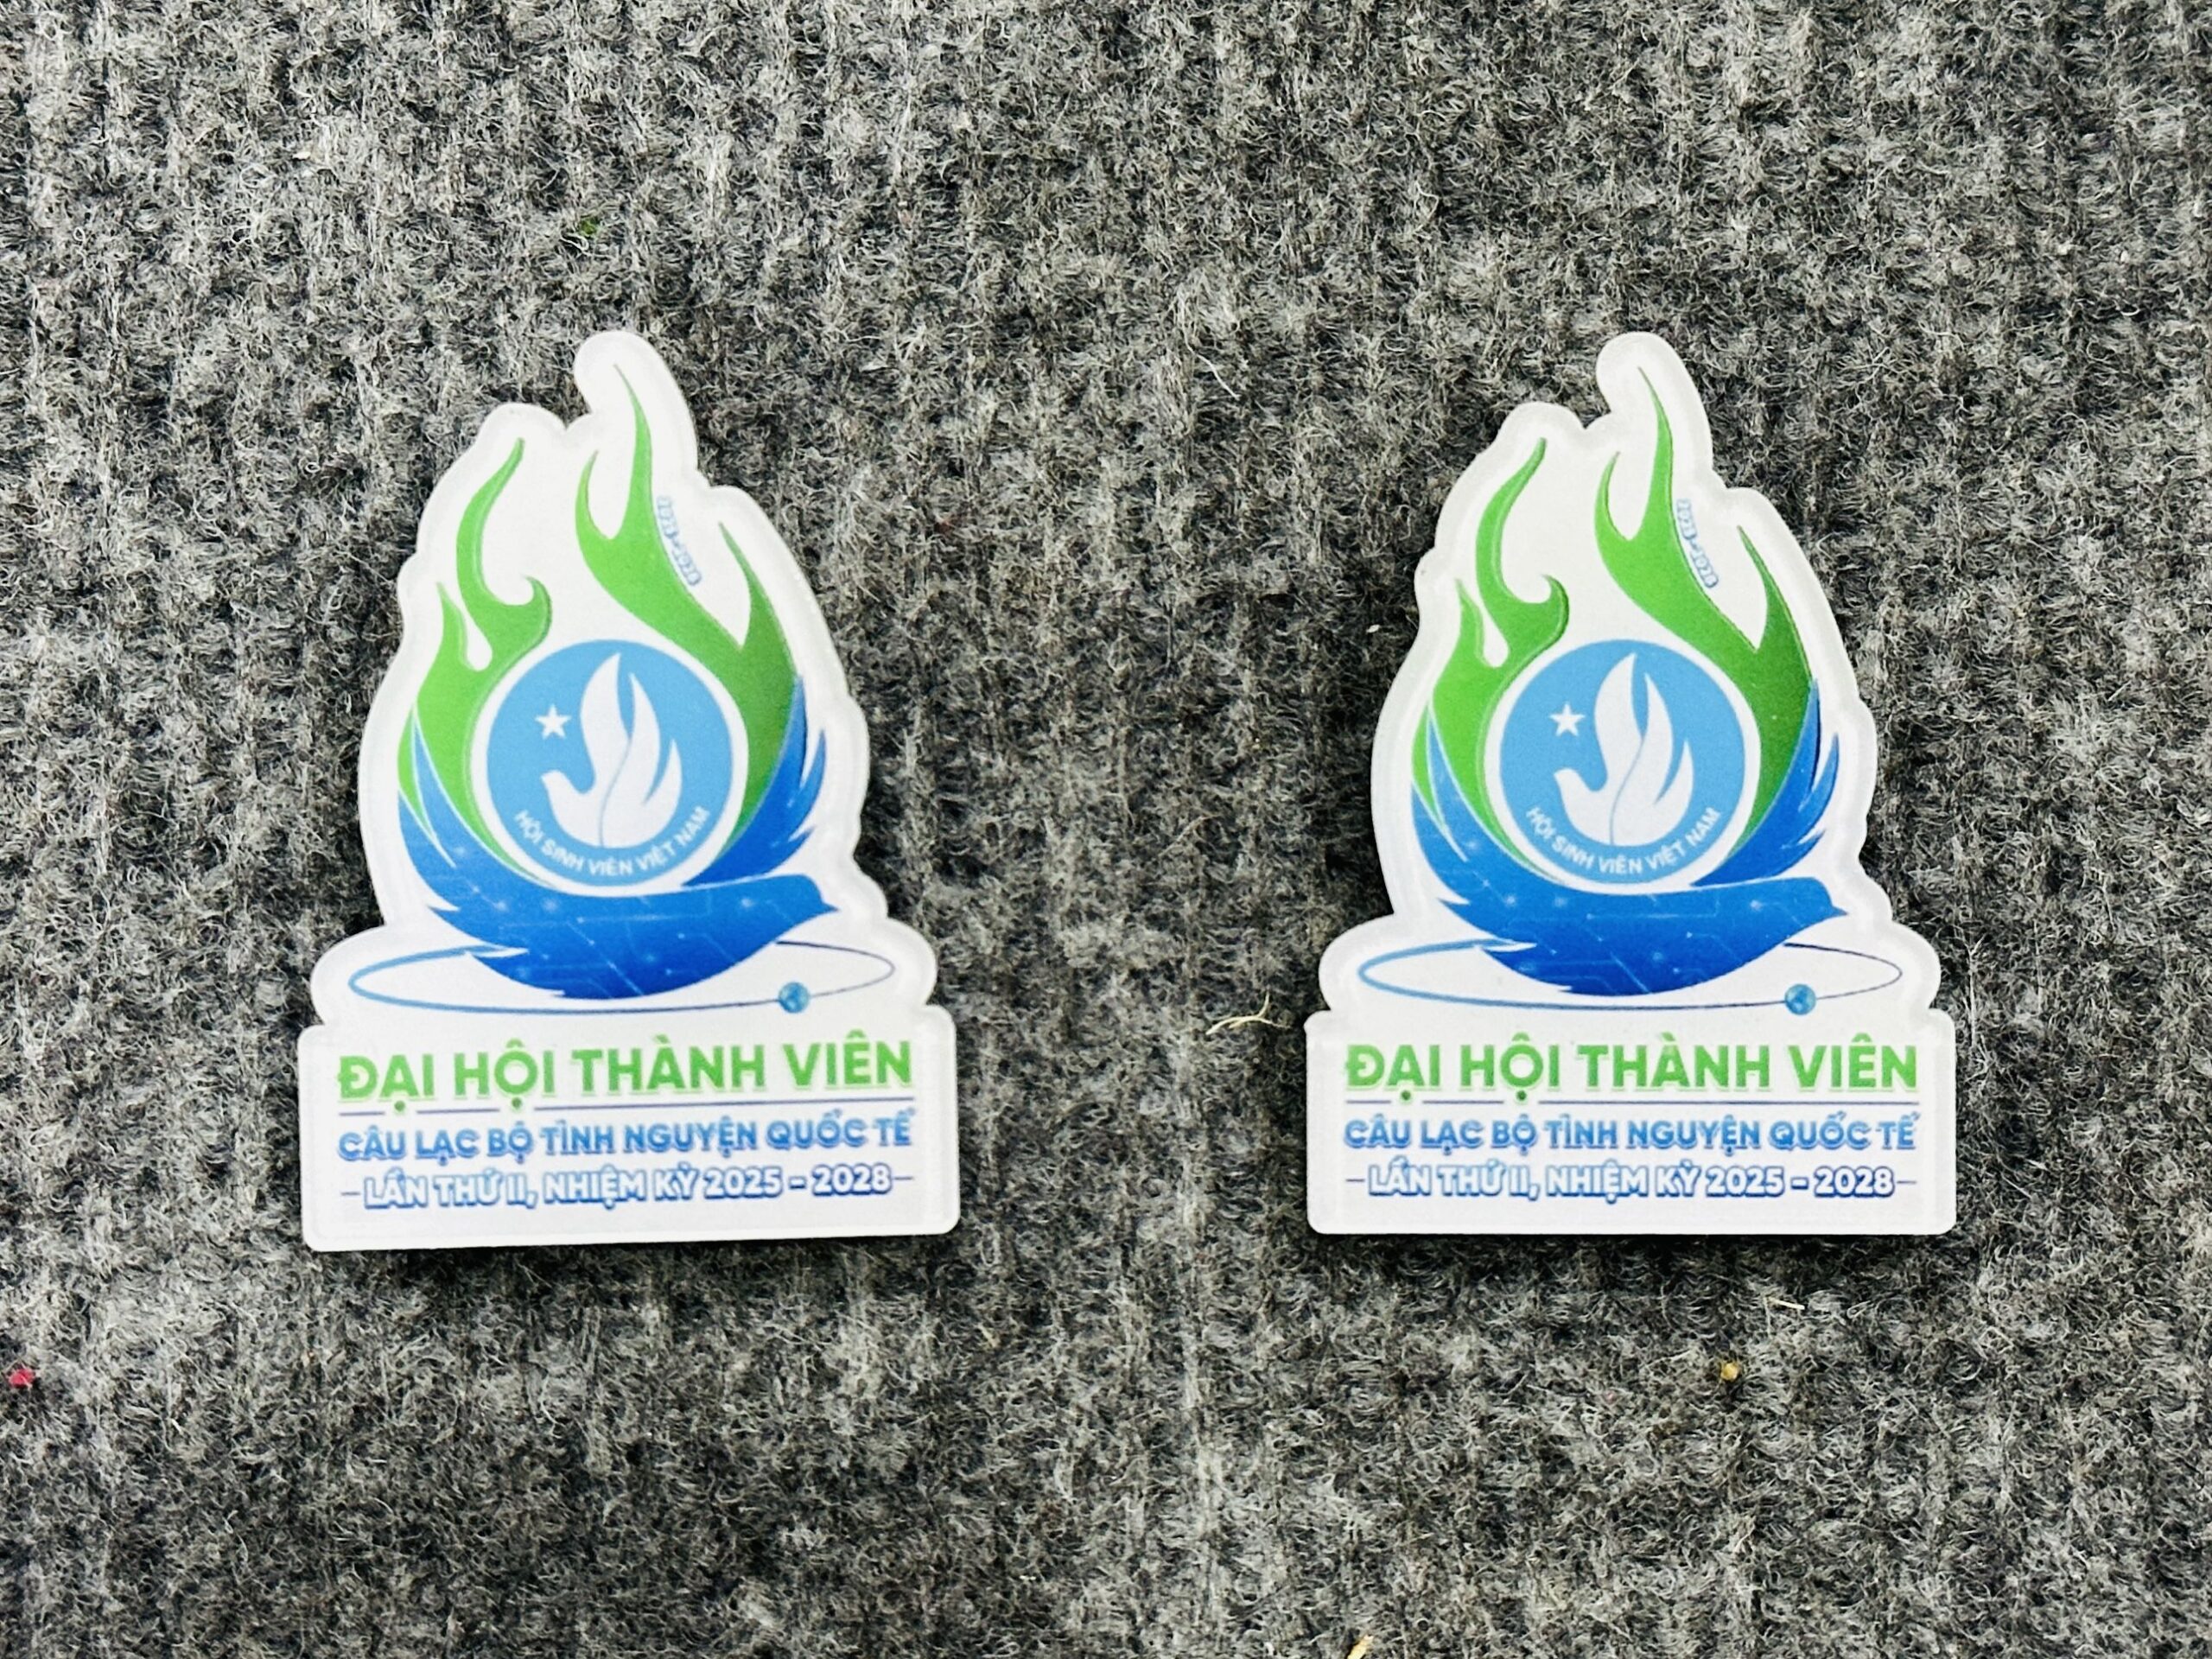 HỘI SINH VIÊN VIỆT NAM
ĐẠI HỘI THÀNH VIÊN
CÂU LẠC BỘ TÌNH NGUYỆN QUỐC TẾ
LẦN THỨ II, NHIỆM KỲ 2025 - 2028
HỘI SINH VIÊN VIỆT NAM
ĐẠI HỘI THÀNH VIÊN
CÂU LẠC BỘ TÌNH NGUYỆN QUỐC TẾ
LẦN THỨ II, NHIỆM KỲ 2025 - 2028